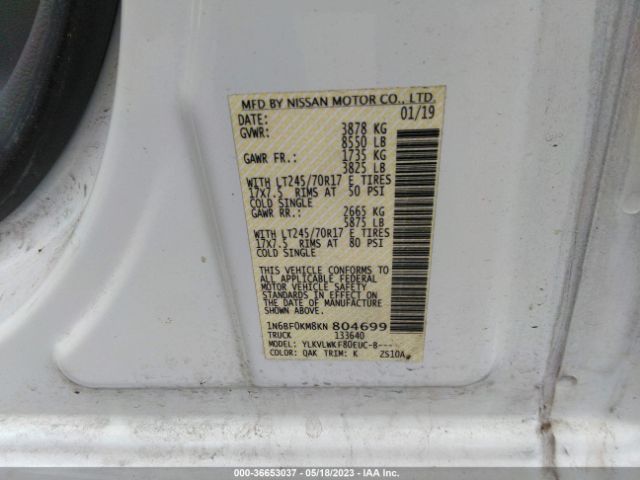 MFD BY NISSAN MOTOR CO., LTD.
DATE: 01/19
GVWR: 3878 KG
8550 LB
GAWR FR.: 1735 KG
3825 LB
WITH LT245/70R17 E TIRES
17X7.5 RIMS AT 50 PSI
COLD SINGLE
GAWR RR.: 2665 KG
5875 LB
WITH LT245/70R17 E TIRES
17X7.5 RIMS AT 80 PSI
COLD SINGLE
THIS VEHICLE CONFORMS TO
ALL APPLICABLE FEDERAL
MOTOR VEHICLE SAFETY
STANDARDS IN EFFECT ON
THE DATE OF MANUFACTURE
SHOWN ABOVE.
1N6BF0KM8KN 804699
TRUCK 133640
MODEL: YLKVLWKF80EUC-B---
COLOR: QAK TRIM: K ZS10A
000-36653037 - 05/18/2023 - IAA Inc.